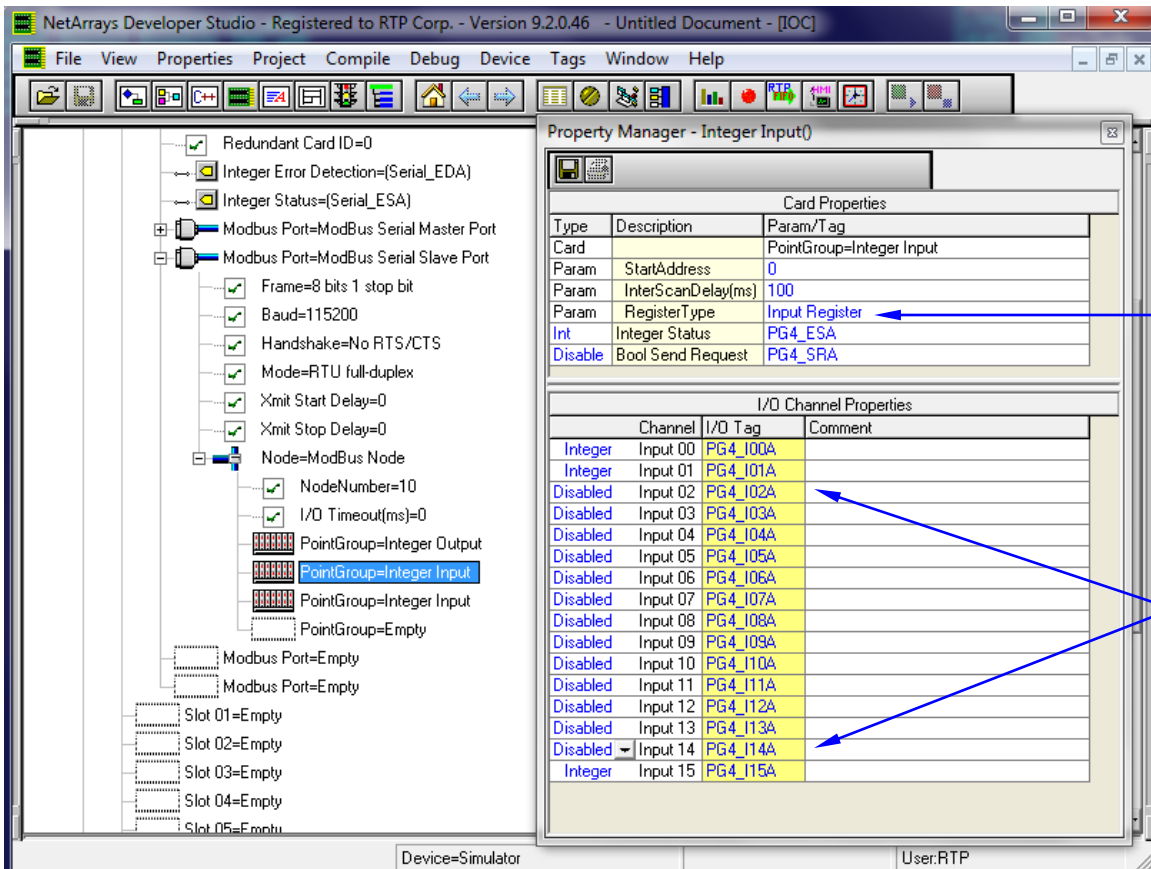 NetArrays Developer Studio - Registered to RTP Corp. - Version 9.2.0.46 - Untitled Document - [IOC]
File View Properties Project Compile Debug Device Tags Window Help
C++
RTP
HMI
Redundant Card ID=0
Integer Error Detection=(Serial_EDA)
Integer Status=(Serial_ESA)
Modbus Port=ModBus Serial Master Port
Modbus Port=ModBus Serial Slave Port
Frame=8 bits 1 stop bit
Baud=115200
Handshake=No RTS/CTS
Mode=RTU full-duplex
Xmit Start Delay=0
Xmit Stop Delay=0
Node=ModBus Node
NodeNumber=10
I/O Timeout(ms)=0
PointGroup=Integer Output
PointGroup=Integer Input
PointGroup=Integer Input
PointGroup=Empty
Modbus Port=Empty
Modbus Port=Empty
Slot 01=Empty
Slot 02=Empty
Slot 03=Empty
Slot 04=Empty
Slot 05=Empty
Property Manager - Integer Input()
Card Properties
Type Description Param/Tag
Card PointGroup=Integer Input
Param StartAddress 0
Param InterScanDelay(ms) 100
Param RegisterType Input Register
Int Integer Status PG4_ESA
Disable Bool Send Request PG4_SRA
I/O Channel Properties
Channel I/O Tag Comment
Integer Input 00 PG4_I00A
Integer Input 01 PG4_I01A
Disabled Input 02 PG4_I02A
Disabled Input 03 PG4_I03A
Disabled Input 04 PG4_I04A
Disabled Input 05 PG4_I05A
Disabled Input 06 PG4_I06A
Disabled Input 07 PG4_I07A
Disabled Input 08 PG4_I08A
Disabled Input 09 PG4_I09A
Disabled Input 10 PG4_I10A
Disabled Input 11 PG4_I11A
Disabled Input 12 PG4_I12A
Disabled Input 13 PG4_I13A
Disabled Input 14 PG4_I14A
Integer Input 15 PG4_I15A
Device=Simulator
User:RTP